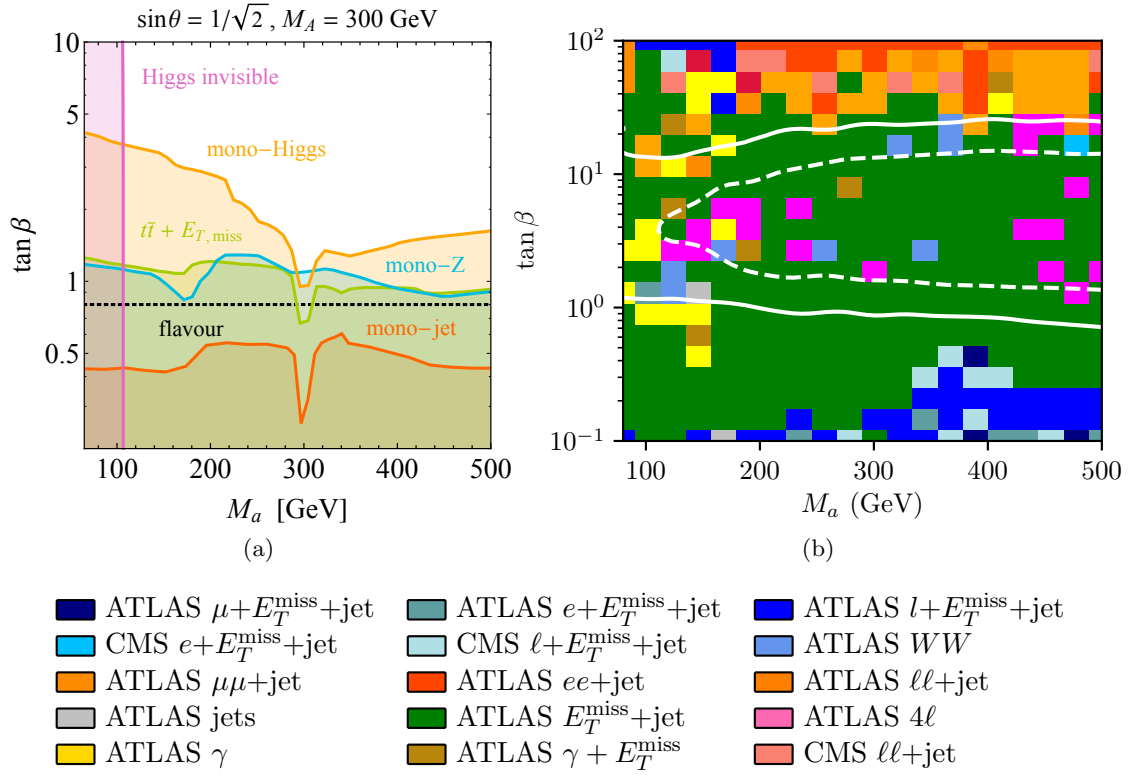 sin θ = 1/√2 , M_A = 300 GeV
10
5
1
0.5
tan β
Higgs invisible
mono−Higgs
tt̄ + E_{T, miss}
mono−Z
flavour
mono−jet
100 200 300 400 500
M_a [GeV]
(a)
10^2
10^1
10^0
10^{-1}
tan β
100 200 300 400 500
M_a (GeV)
(b)
ATLAS μ+E_T^miss+jet
ATLAS e+E_T^miss+jet
ATLAS l+E_T^miss+jet
CMS e+E_T^miss+jet
CMS ℓ+E_T^miss+jet
ATLAS WW
ATLAS μμ+jet
ATLAS ee+jet
ATLAS ℓℓ+jet
ATLAS jets
ATLAS E_T^miss+jet
ATLAS 4ℓ
ATLAS γ
ATLAS γ + E_T^miss
CMS ℓℓ+jet